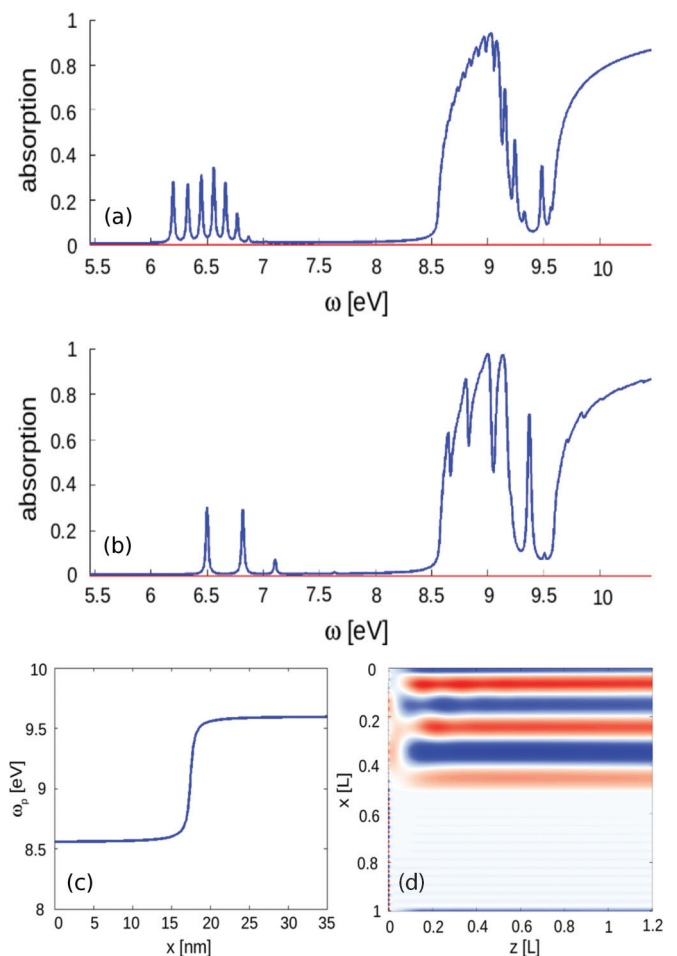 1
0.8
0.6
0.4
0.2
0
absorption
(a)
5.5 6 6.5 7 7.5 8 8.5 9 9.5 10
ω [eV]
1
0.8
0.6
0.4
0.2
0
absorption
(b)
5.5 6 6.5 7 7.5 8 8.5 9 9.5 10
ω [eV]
10
9.5
9
8.5
8
ωₚ [eV]
(c)
0 5 10 15 20 25 30 35
x [nm]
0
0.2
0.4
0.6
0.8
1
x [L]
(d)
0 0.2 0.4 0.6 0.8 1 1.2
z [L]